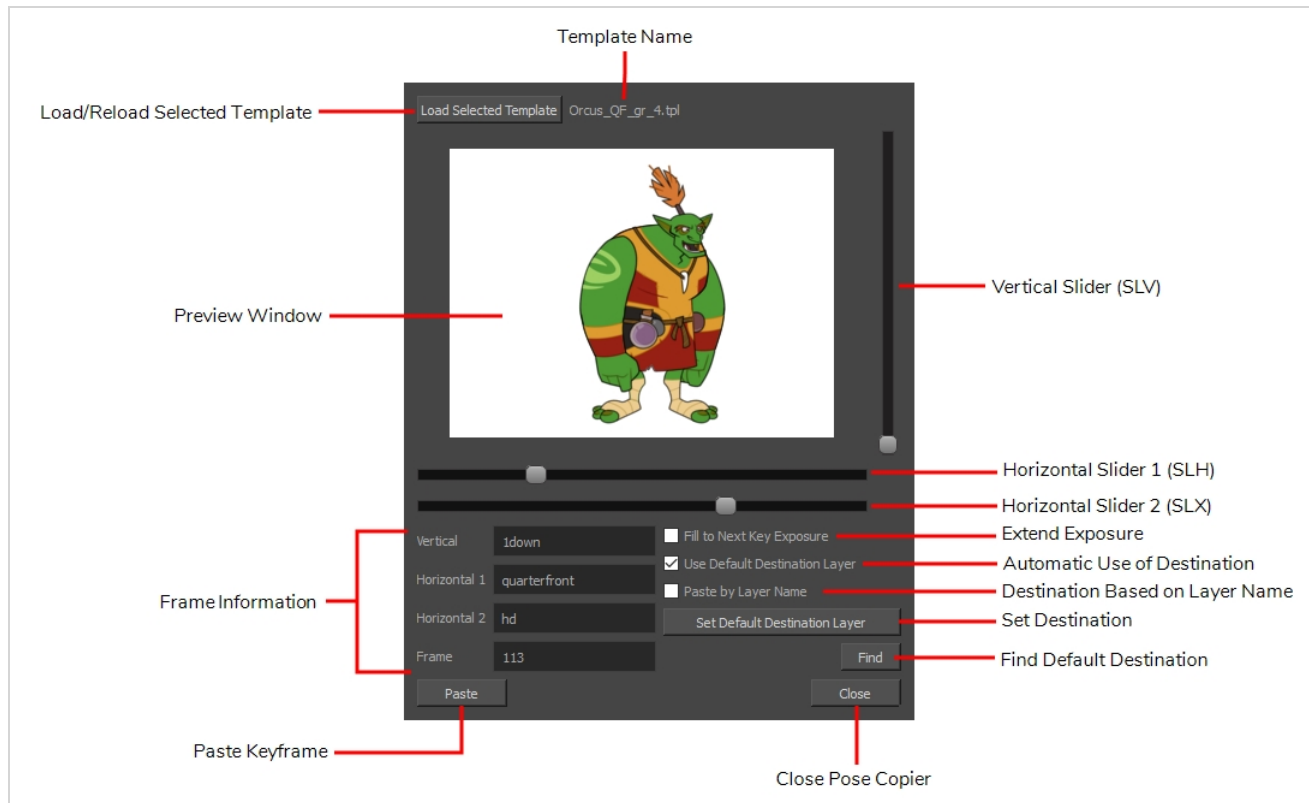 Template Name
Load/Reload Selected Template
Load Selected Template
Orcus_QF_gr_4.tpl
Preview Window
Vertical Slider (SLV)
Horizontal Slider 1 (SLH)
Horizontal Slider 2 (SLX)
Vertical
1down
Fill to Next Key Exposure
Extend Exposure
Use Default Destination Layer
Automatic Use of Destination
Horizontal 1
quarterfront
Paste by Layer Name
Destination Based on Layer Name
Frame Information
Horizontal 2
hd
Set Default Destination Layer
Set Destination
Frame
113
Find
Find Default Destination
Paste
Close
Paste Keyframe
Close Pose Copier